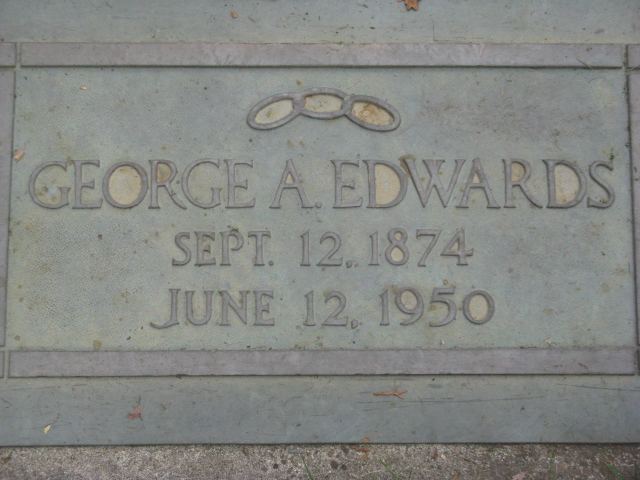 GEORGE A. EDWARDS
SEPT. 12, 1874
JUNE 12, 1950